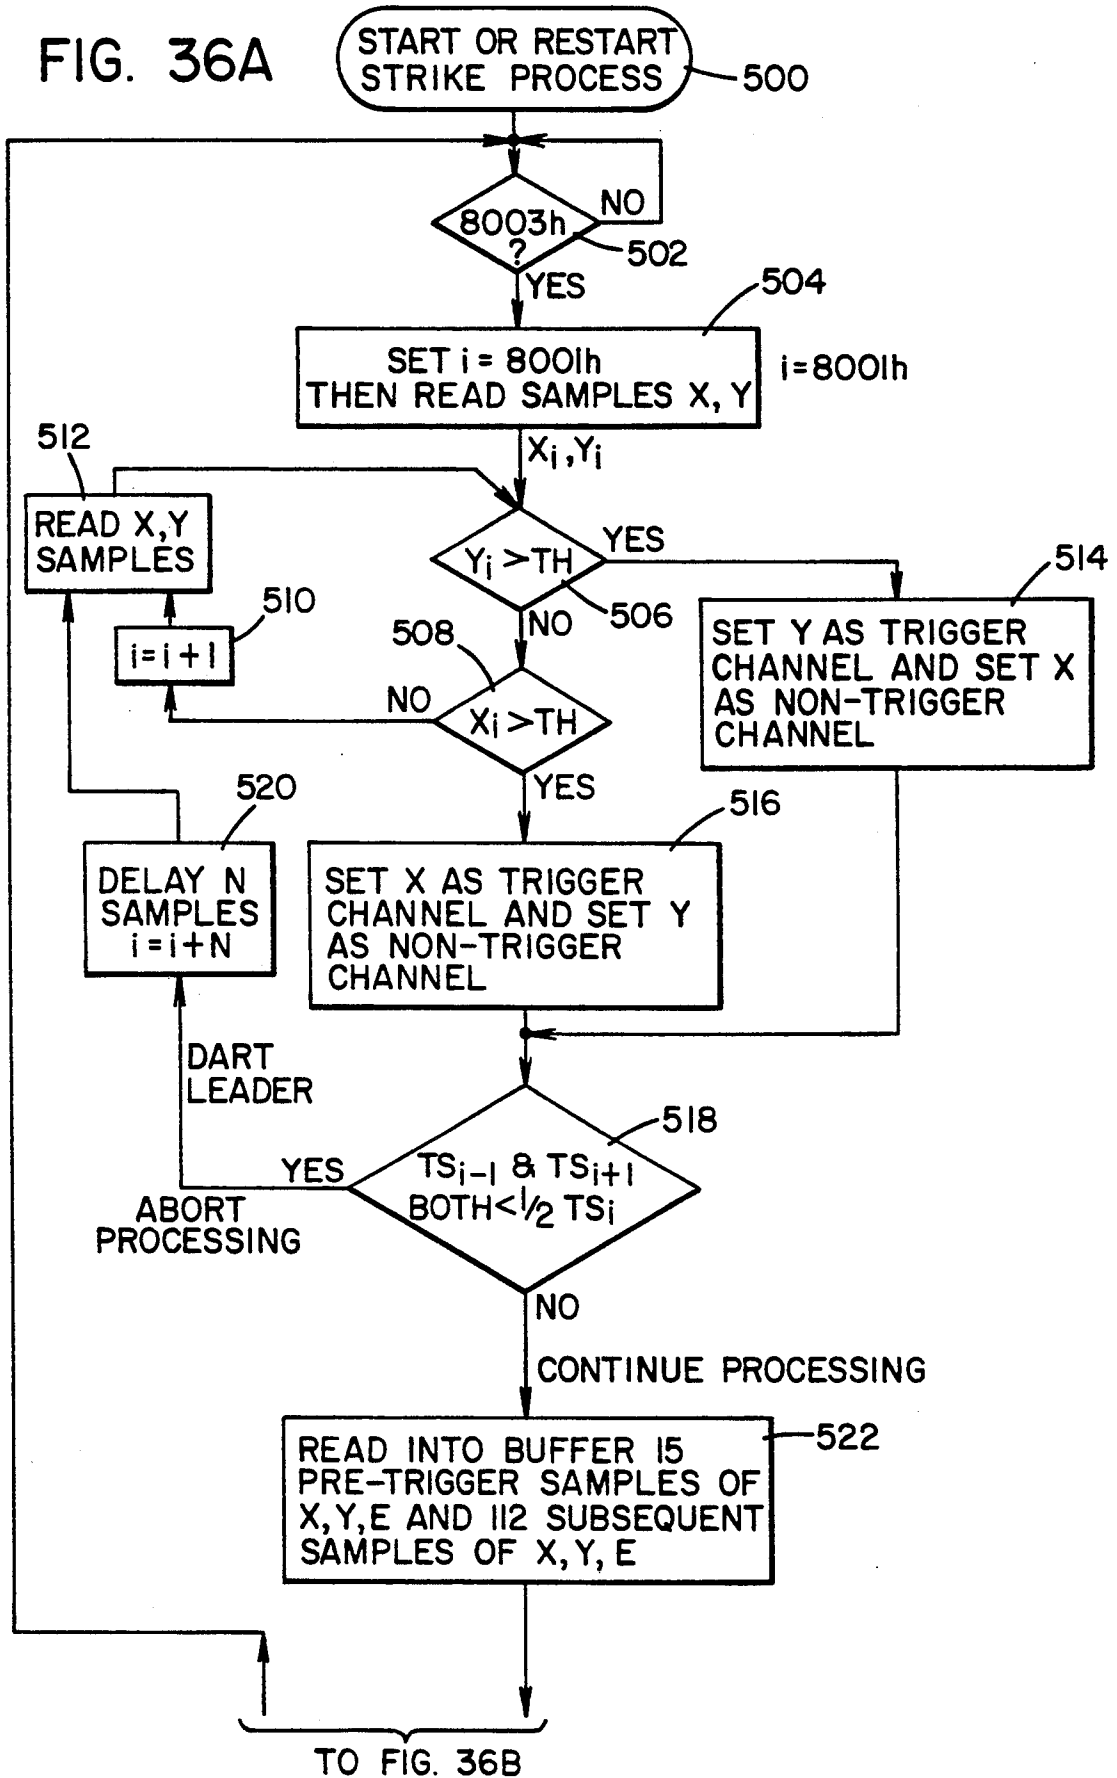 FIG. 36A
START OR RESTART
STRIKE PROCESS
500
NO
8003h
?
502
YES
504
SET i = 8001h
THEN READ SAMPLES X, Y
i=8001h
512
Xi ,Yi
READ X,Y
SAMPLES
YES
Yi >TH
514
510
506
NO
508
i=i+1
SET Y AS TRIGGER
CHANNEL AND SET X
AS NON-TRIGGER
CHANNEL
NO
Xi >TH
YES
520
516
DELAY N
SAMPLES
i=i+N
SET X AS TRIGGER
CHANNEL AND SET Y
AS NON-TRIGGER
CHANNEL
DART
LEADER
518
YES
TSi-1 & TSi+1
BOTH<1/2 TSi
ABORT
PROCESSING
NO
CONTINUE PROCESSING
522
READ INTO BUFFER 15
PRE-TRIGGER SAMPLES OF
X,Y,E AND 112 SUBSEQUENT
SAMPLES OF X,Y, E
TO FIG. 36B